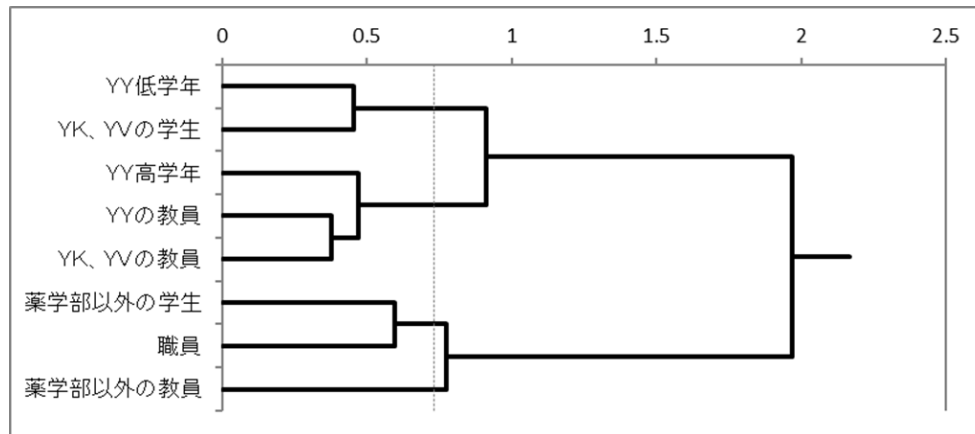 0 0.5 1 1.5 2 2.5
YY低学年
YK、YVの学生
YY高学年
YYの教員
YK、YVの教員
薬学部以外の学生
職員
薬学部以外の教員